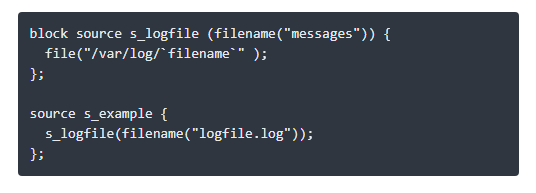 block source s_logfile (filename("messages")) {
  file("/var/log/`filename`" );
};

source s_example {
  s_logfile(filename("logfile.log"));
};